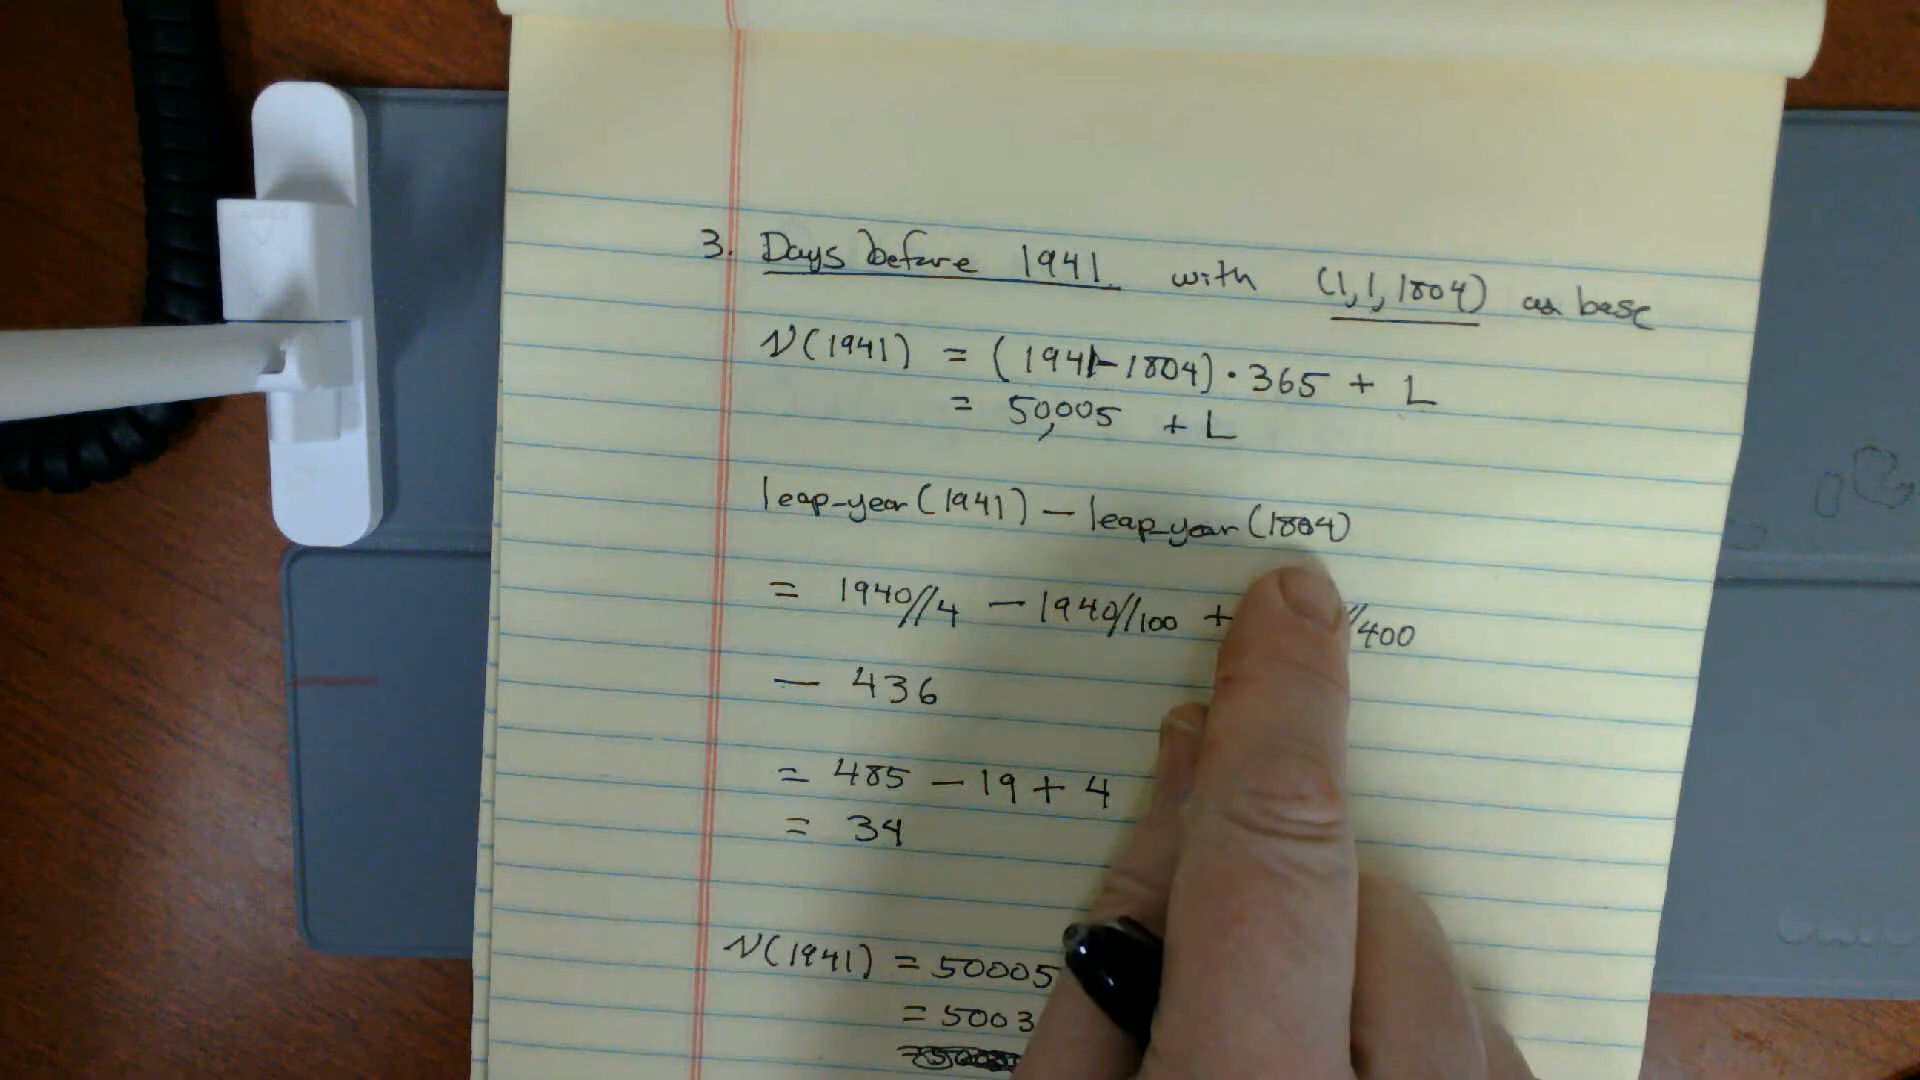 3. Days before 1941 with (1,1,1804) as base
N(1941) = (1941-1804)·365 + L
= 50,005 + L
leap-year(1941) - leap-year(1804)
= 1940//4 - 1940//100 + //400
- 436
= 485 - 19 + 4
= 34
N(1941) = 50005
= 5003